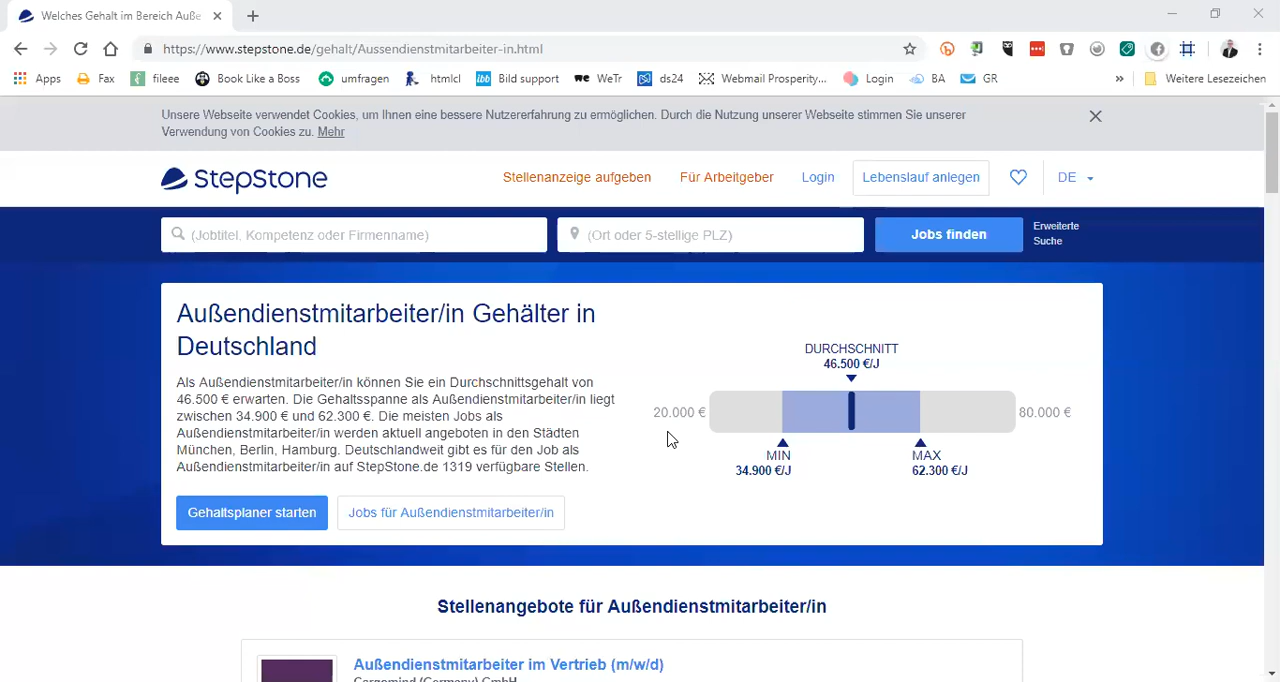 Welches Gehalt im Bereich Auße
https://www.stepstone.de/gehalt/Aussendienstmitarbeiter-in.html
Apps Fax fileee Book Like a Boss umfragen htmlcl Bild support WeTr ds24 Webmail Prosperity... Login BA GR » Weitere Lesezeichen
Unsere Webseite verwendet Cookies, um Ihnen eine bessere Nutzererfahrung zu ermöglichen. Durch die Nutzung unserer Webseite stimmen Sie unserer
Verwendung von Cookies zu. Mehr
StepStone
Stellenanzeige aufgeben Für Arbeitgeber Login Lebenslauf anlegen DE
(Jobtitel, Kompetenz oder Firmenname) (Ort oder 5-stellige PLZ) Jobs finden
Erweiterte
Suche
Außendienstmitarbeiter/in Gehälter in
Deutschland
Als Außendienstmitarbeiter/in können Sie ein Durchschnittsgehalt von
46.500 € erwarten. Die Gehaltsspanne als Außendienstmitarbeiter/in liegt
zwischen 34.900 € und 62.300 €. Die meisten Jobs als
Außendienstmitarbeiter/in werden aktuell angeboten in den Städten
München, Berlin, Hamburg. Deutschlandweit gibt es für den Job als
Außendienstmitarbeiter/in auf StepStone.de 1319 verfügbare Stellen.
Gehaltsplaner starten Jobs für Außendienstmitarbeiter/in
DURCHSCHNITT
46.500 €/J
20.000 € 80.000 €
MIN MAX
34.900 €/J 62.300 €/J
Stellenangebote für Außendienstmitarbeiter/in
Außendienstmitarbeiter im Vertrieb (m/w/d)
Cargomind (Germany) GmbH